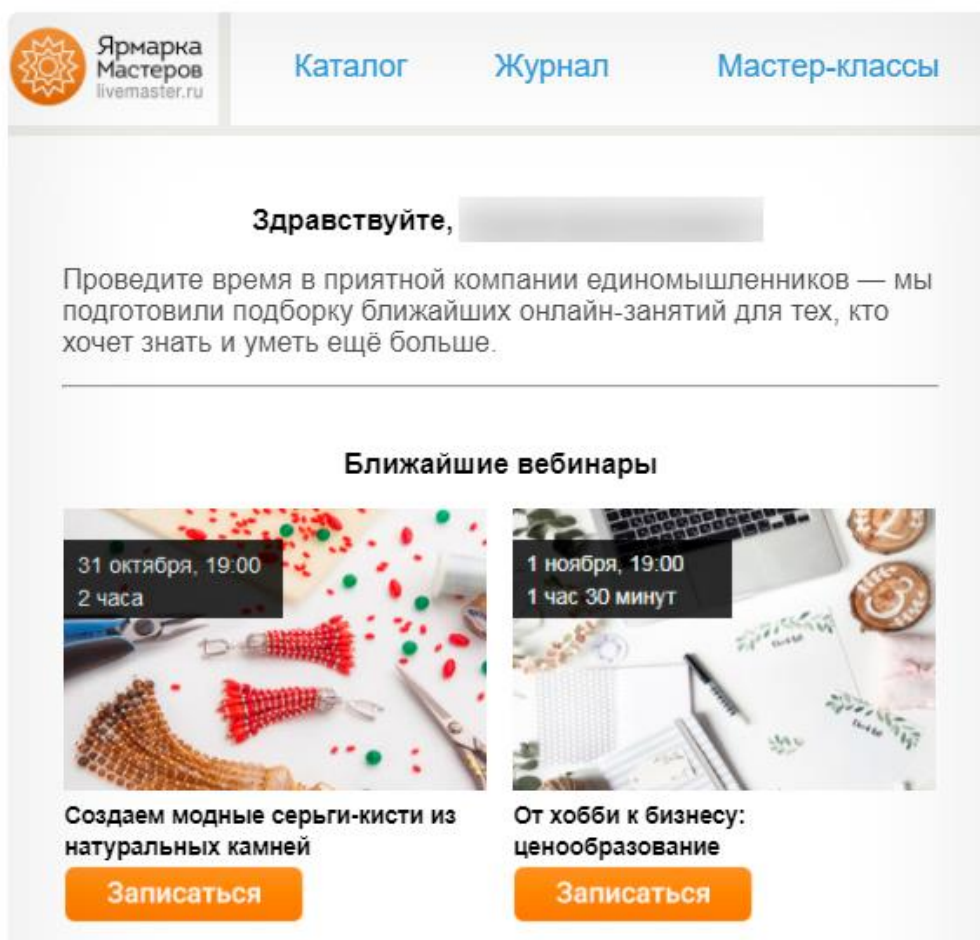 Ярмарка
Мастеров
livemaster.ru
Каталог
Журнал
Мастер-классы
Здравствуйте,
Проведите время в приятной компании единомышленников — мы
подготовили подборку ближайших онлайн-занятий для тех, кто
хочет знать и уметь ещё больше.
Ближайшие вебинары
31 октября, 19:00
2 часа
1 ноября, 19:00
1 час 30 минут
Создаем модные серьги-кисти из
натуральных камней
От хобби к бизнесу:
ценообразование
Записаться
Записаться